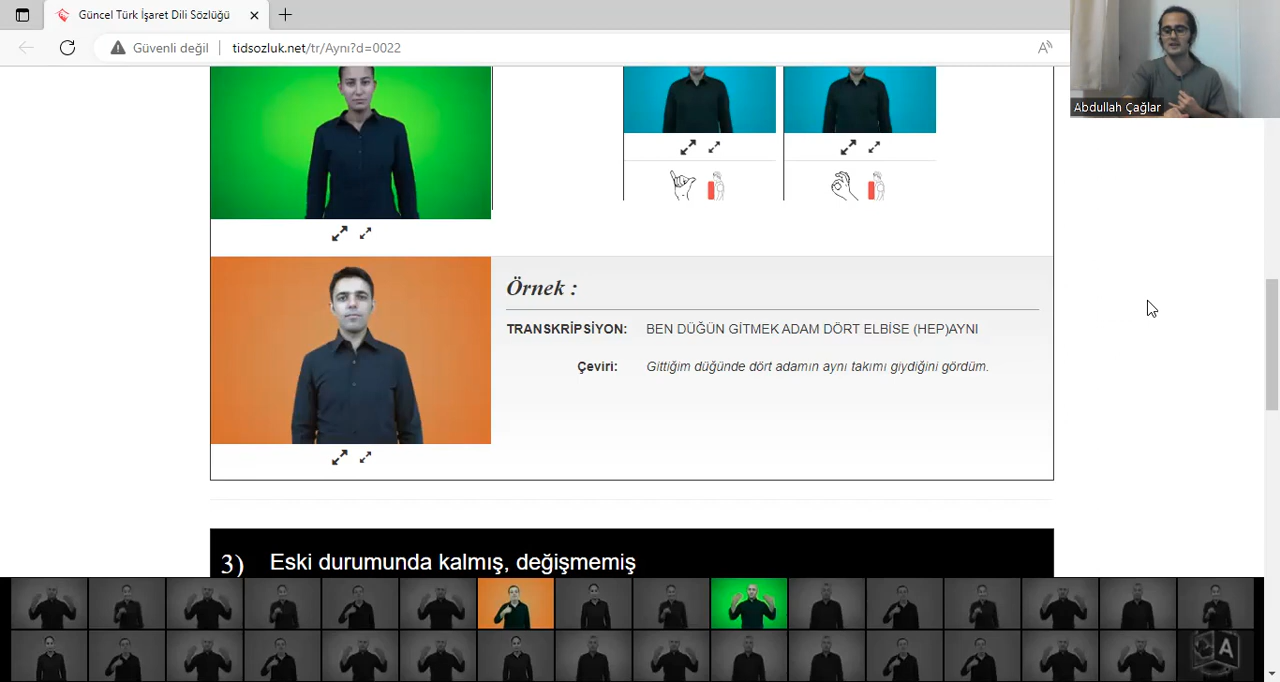 Güncel Türk İşaret Dili Sözlüğü
Güvenli değil
tidsozluk.net/tr/Aynı?d=0022
Abdullah Çağlar
Örnek :
TRANSKRİPSİYON: BEN DÜĞÜN GİTMEK ADAM DÖRT ELBİSE (HEP)AYNI
Çeviri: Gittiğim düğünde dört adamın aynı takımı giydiğini gördüm.
3) Eski durumunda kalmış, değişmemiş
A